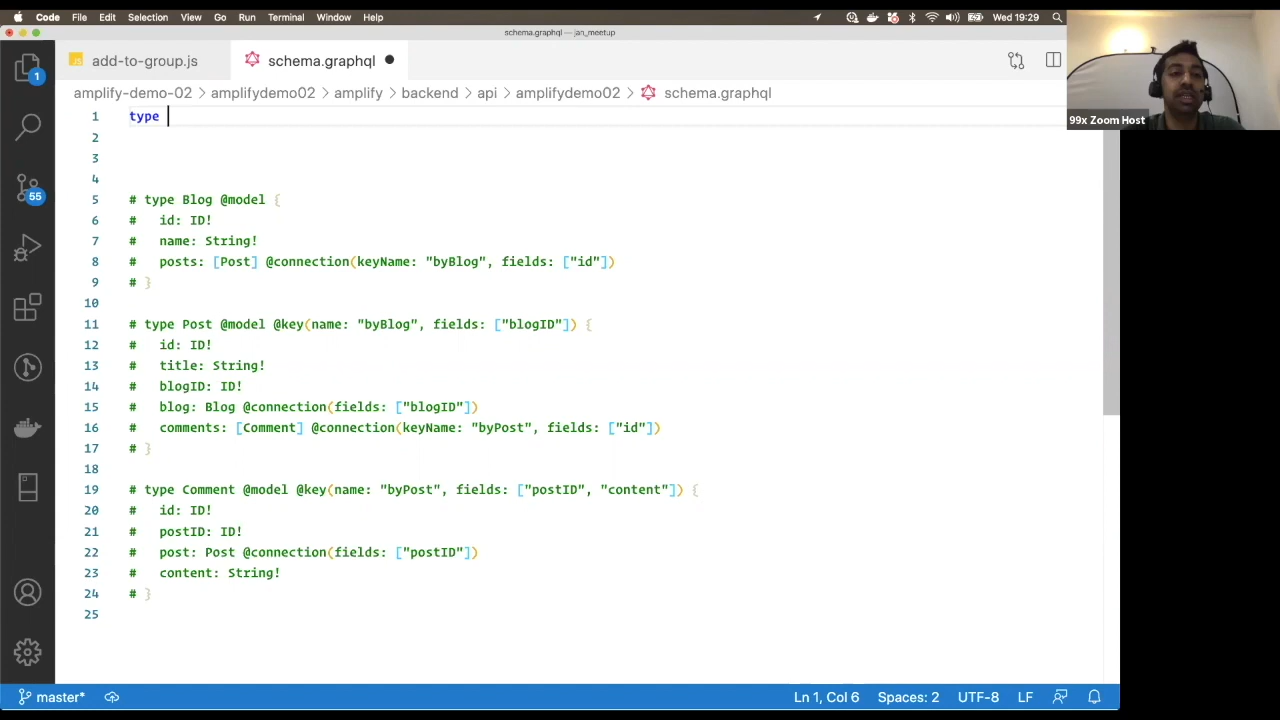 Code File Edit Selection View Go Run Terminal Window Help Wed 19:29
schema.graphql — jan_meetup
add-to-group.js schema.graphql
amplify-demo-02 > amplifydemo02 > amplify > backend > api > amplifydemo02 > schema.graphql
99x Zoom Host
1 type
2
3
4
5 # type Blog @model {
6 #   id: ID!
7 #   name: String!
8 #   posts: [Post] @connection(keyName: "byBlog", fields: ["id"])
9 # }
10
11 # type Post @model @key(name: "byBlog", fields: ["blogID"]) {
12 #   id: ID!
13 #   title: String!
14 #   blogID: ID!
15 #   blog: Blog @connection(fields: ["blogID"])
16 #   comments: [Comment] @connection(keyName: "byPost", fields: ["id"])
17 # }
18
19 # type Comment @model @key(name: "byPost", fields: ["postID", "content"]) {
20 #   id: ID!
21 #   postID: ID!
22 #   post: Post @connection(fields: ["postID"])
23 #   content: String!
24 # }
25
1
55
master* Ln 1, Col 6 Spaces: 2 UTF-8 LF